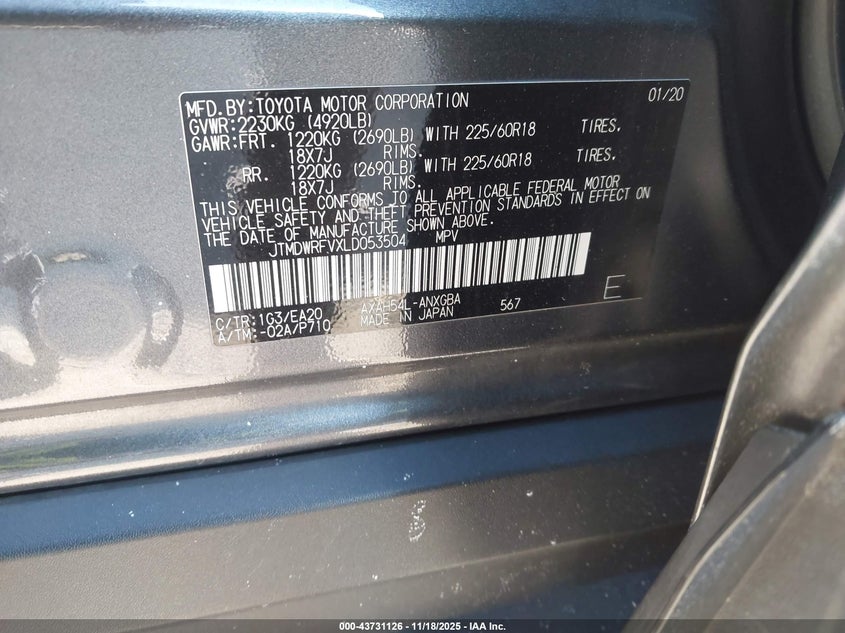 MFD.BY:TOYOTA MOTOR CORPORATION 01/20
GVWR:2230KG (4920LB)
GAWR:FRT. 1220KG (2690LB) WITH 225/60R18 TIRES.
18X7J RIMS.
RR. 1220KG (2690LB) WITH 225/60R18 TIRES.
18X7J RIMS.
THIS VEHICLE CONFORMS TO ALL APPLICABLE FEDERAL MOTOR
VEHICLE SAFETY AND THEFT PREVENTION STANDARDS IN EFFECT ON
THE DATE OF MANUFACTURE SHOWN ABOVE.
JTMDWRFVXLD053504 MPV
C/TR:1G3/EA20 AXAH54L-ANXGBA 567 E
A/TM:-02A/P710 MADE IN JAPAN
000-43731126 - 11/18/2025 - IAA Inc.